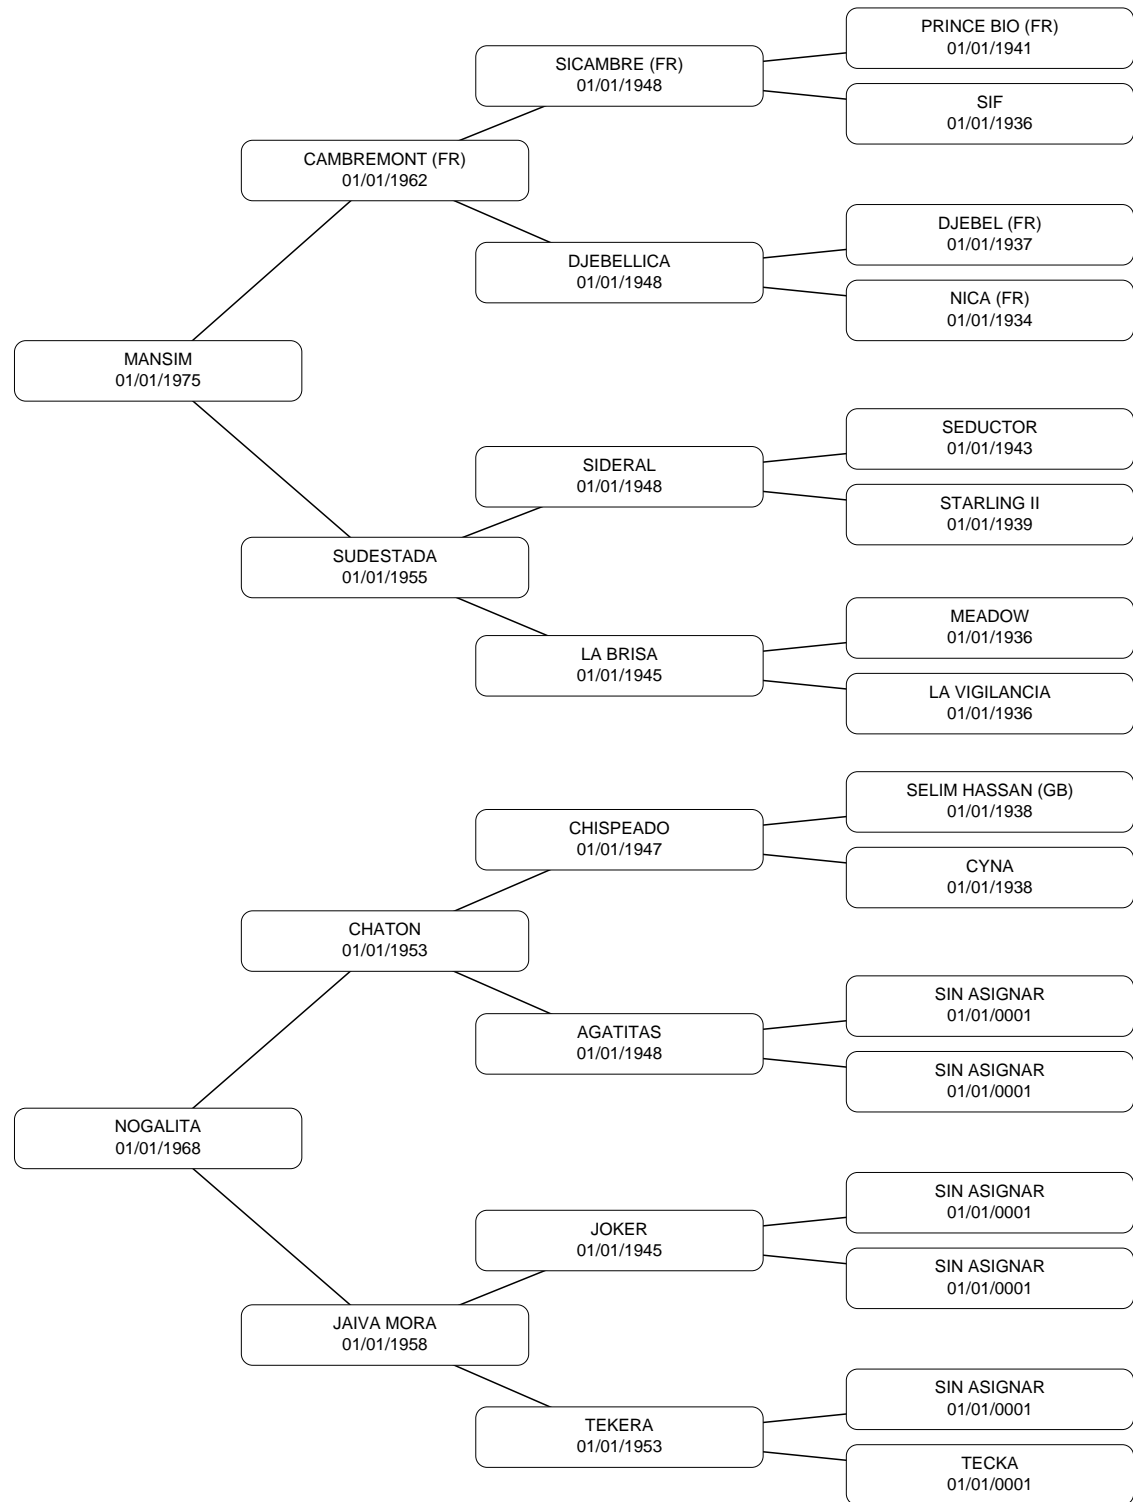 PRINCE BIO (FR)
01/01/1941
SICAMBRE (FR)
01/01/1948
SIF
01/01/1936
CAMBREMONT (FR)
01/01/1962
DJEBEL (FR)
01/01/1937
DJEBELLICA
01/01/1948
NICA (FR)
01/01/1934
MANSIM
01/01/1975
SEDUCTOR
01/01/1943
SIDERAL
01/01/1948
STARLING II
01/01/1939
SUDESTADA
01/01/1955
MEADOW
01/01/1936
LA BRISA
01/01/1945
LA VIGILANCIA
01/01/1936
SELIM HASSAN (GB)
01/01/1938
CHISPEADO
01/01/1947
CYNA
01/01/1938
CHATON
01/01/1953
SIN ASIGNAR
01/01/0001
AGATITAS
01/01/1948
SIN ASIGNAR
01/01/0001
NOGALITA
01/01/1968
SIN ASIGNAR
01/01/0001
JOKER
01/01/1945
SIN ASIGNAR
01/01/0001
JAIVA MORA
01/01/1958
SIN ASIGNAR
01/01/0001
TEKERA
01/01/1953
TECKA
01/01/0001